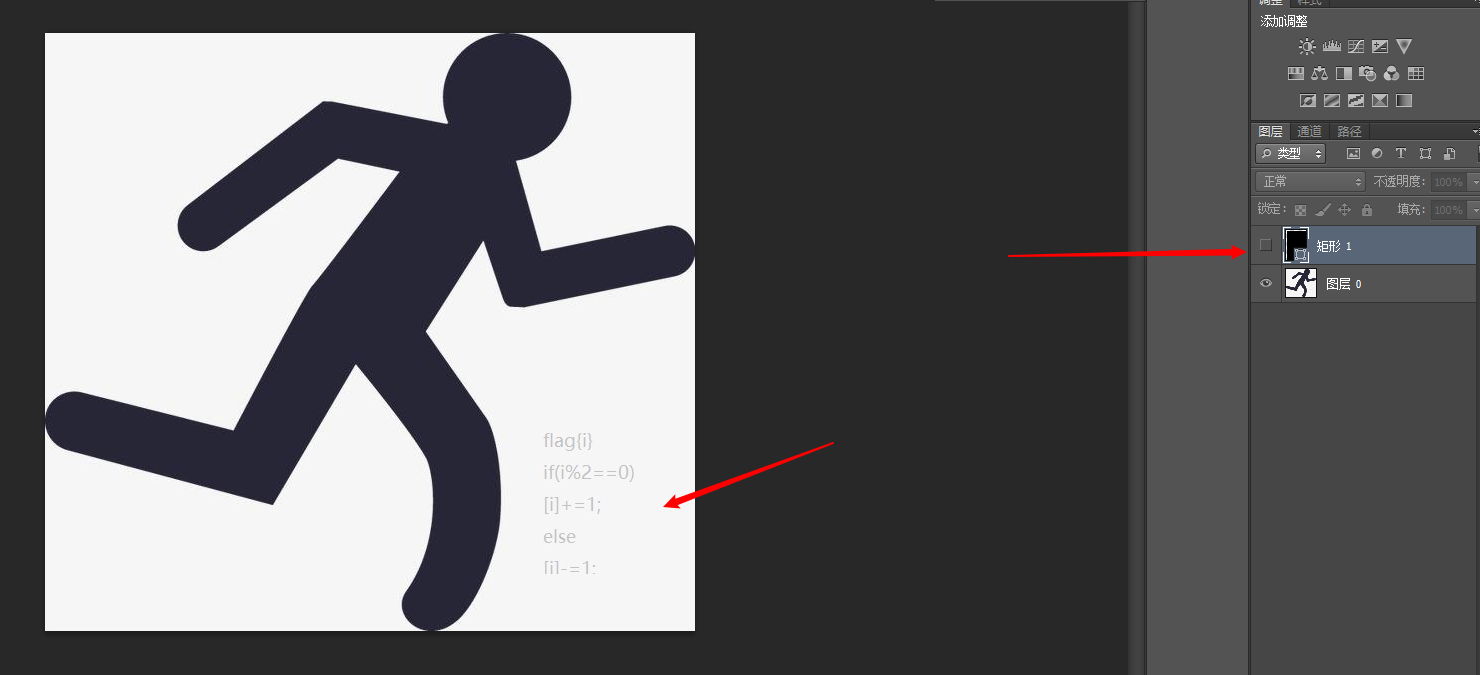 调整 样式
添加调整
图层 通道 路径
类型
正常 不透明度: 100%
锁定: 填充: 100%
矩形 1
图层 0
flag{i}
if(i%2==0)
[i]+=1;
else
[i]-=1;